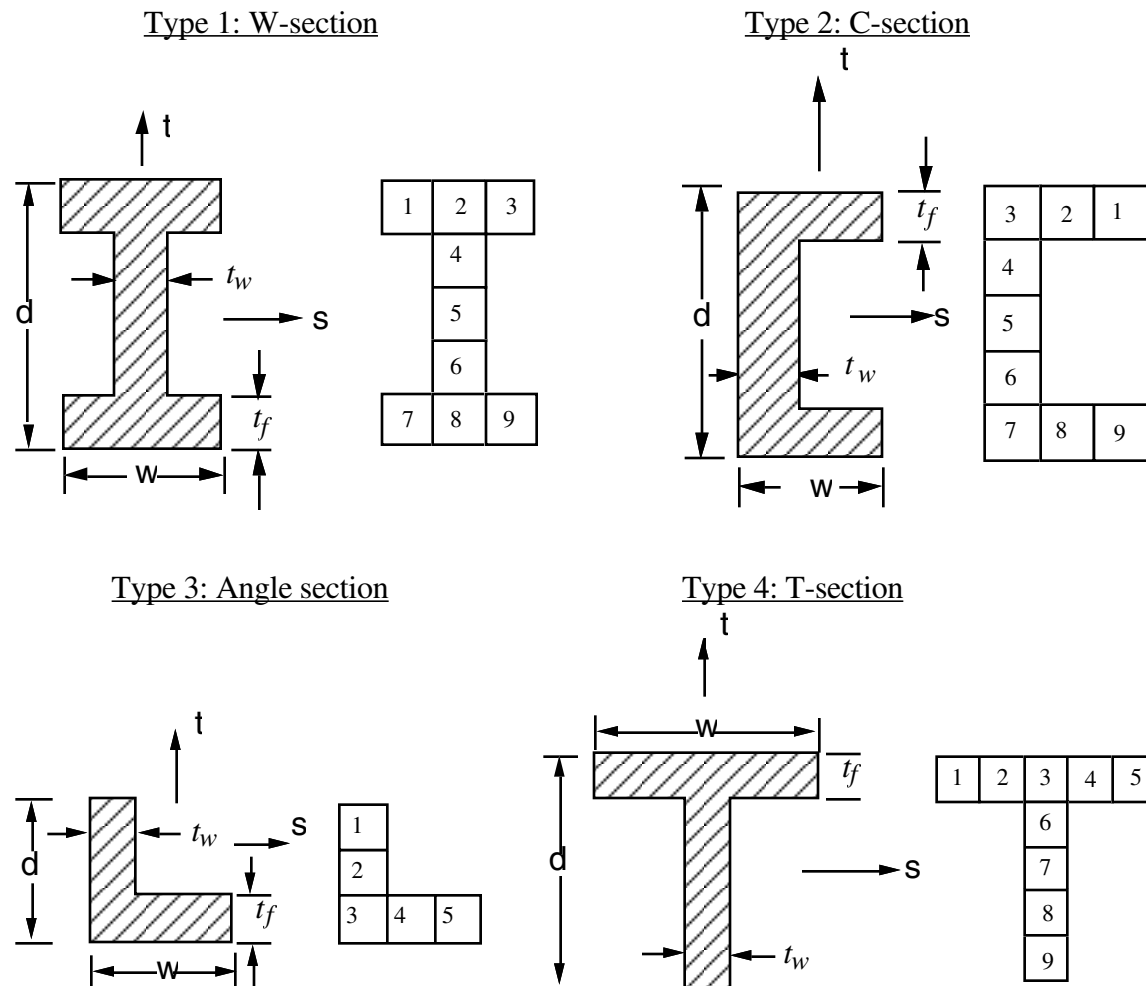 Type 1: W-section
Type 2: C-section
t
t
1 2 3
3 2 1
t_f
4
4
t_w
d
d
5
s
5
s
6
t_w
6
t_f
7 8 9
7 8 9
w
w
Type 3: Angle section
Type 4: T-section
t
t
w
t_f
1 2 3 4 5
s
1
t_w
6
d
2
d
7
s
t_f
3 4 5
8
t_w
9
w